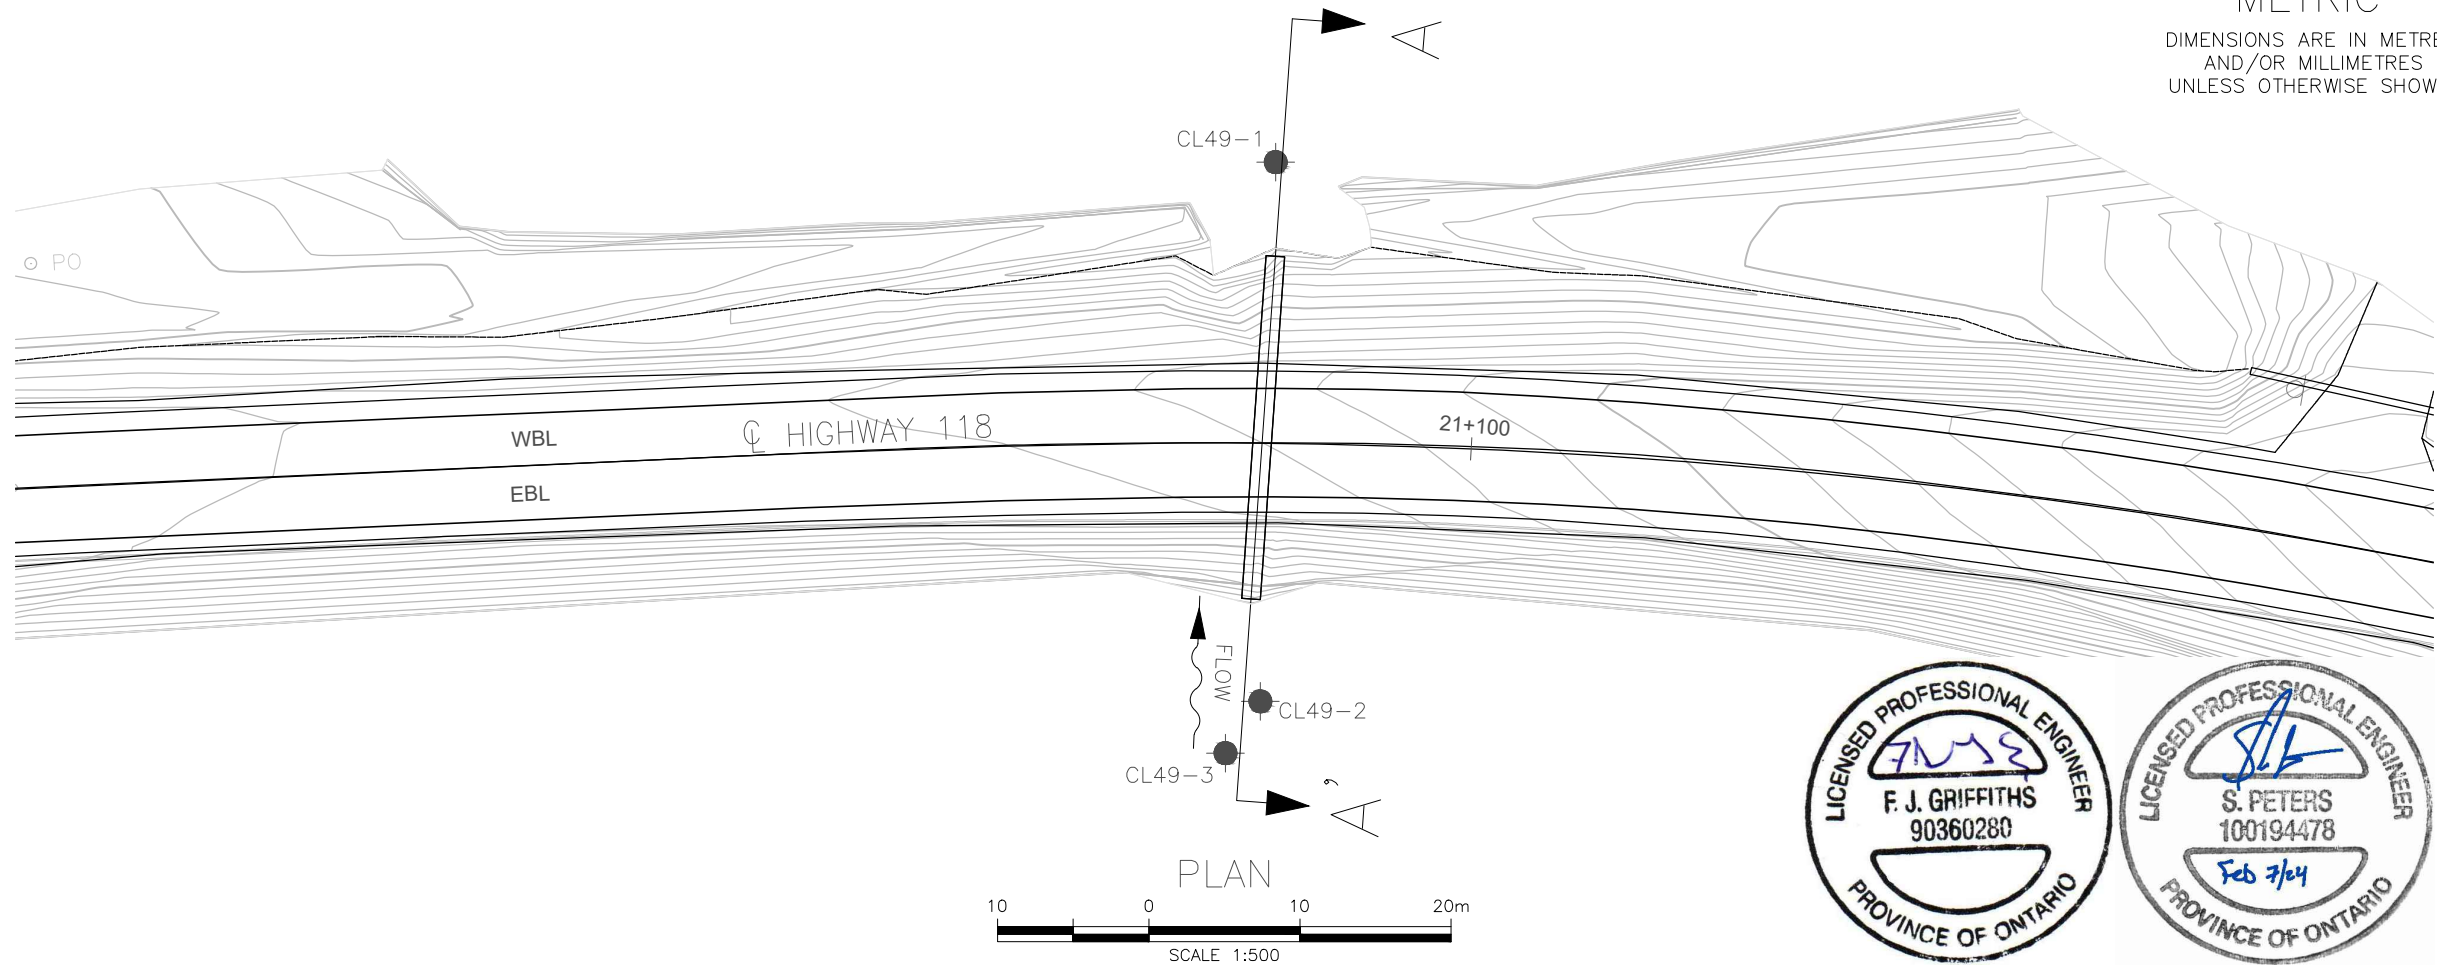 METRIC
DIMENSIONS ARE IN METRE
AND/OR MILLIMETRES
UNLESS OTHERWISE SHOW
A
CL49-1
PO
WBL
℄ HIGHWAY 118
21+100
EBL
FLOW
CL49-2
CL49-3
A'
PLAN
10 0 10 20m
SCALE 1:500
LICENSED PROFESSIONAL ENGINEER
F. J. GRIFFITHS
90360280
PROVINCE OF ONTARIO
LICENSED PROFESSIONAL ENGINEER
S. PETERS
100194478
Feb 7/24
PROVINCE OF ONTARIO